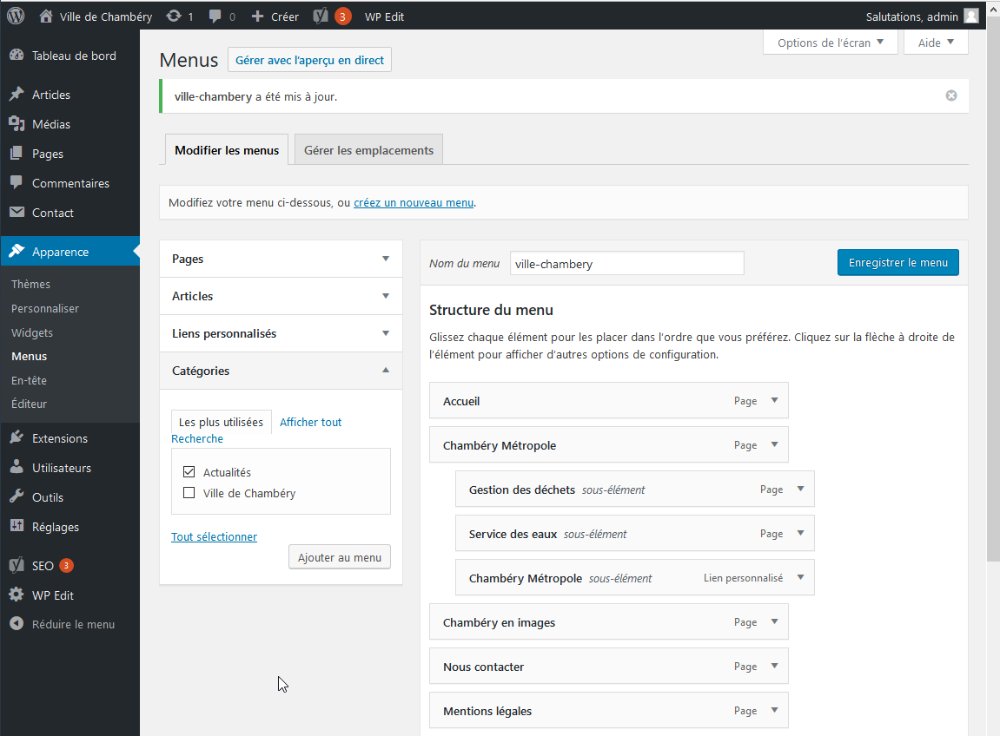 Ville de Chambéry 1 0 Créer 3 WP Edit Salutations, admin
Options de l'écran Aide
Tableau de bord
Articles
Médias
Pages
Commentaires
Contact
Apparence
Thèmes
Personnaliser
Widgets
Menus
En-tête
Éditeur
Extensions
Utilisateurs
Outils
Réglages
SEO 3
WP Edit
Réduire le menu
Menus Gérer avec l'aperçu en direct
ville-chambery a été mis à jour.
Modifier les menus Gérer les emplacements
Modifiez votre menu ci-dessous, ou créez un nouveau menu.
Pages
Articles
Liens personnalisés
Catégories
Les plus utilisées Afficher tout
Recherche
Actualités
Ville de Chambéry
Tout sélectionner
Ajouter au menu
Nom du menu ville-chambery Enregistrer le menu
Structure du menu
Glissez chaque élément pour les placer dans l'ordre que vous préférez. Cliquez sur la flèche à droite de
l'élément pour afficher d'autres options de configuration.
Accueil Page
Chambéry Métropole Page
Gestion des déchets sous-élément Page
Service des eaux sous-élément Page
Chambéry Métropole sous-élément Lien personnalisé
Chambéry en images Page
Nous contacter Page
Mentions légales Page